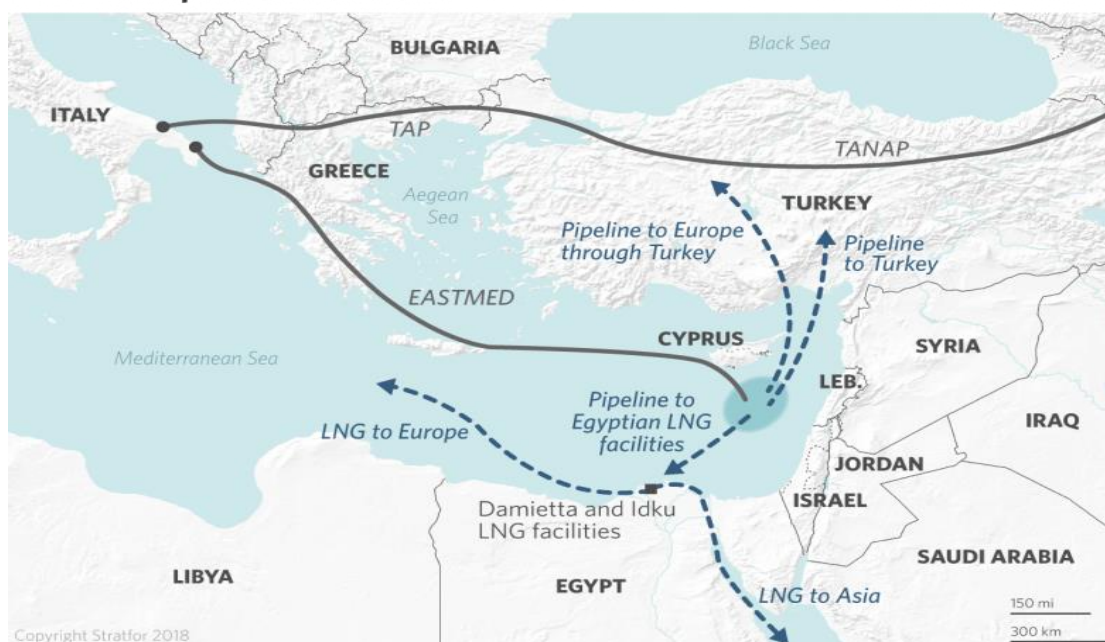 BULGARIA
Black Sea
ITALY
TAP
TANAP
GREECE
Aegean
Sea
TURKEY
Pipeline to Europe
through Turkey
Pipeline
to Turkey
EASTMED
CYPRUS
SYRIA
Mediterranean Sea
LEB.
Pipeline to
Egyptian LNG
facilities
IRAQ
LNG to Europe
JORDAN
ISRAEL
Damietta and Idku
LNG facilities
SAUDI ARABIA
LIBYA
EGYPT
LNG to Asia
150 mi
300 km
Copyright Stratfor 2018